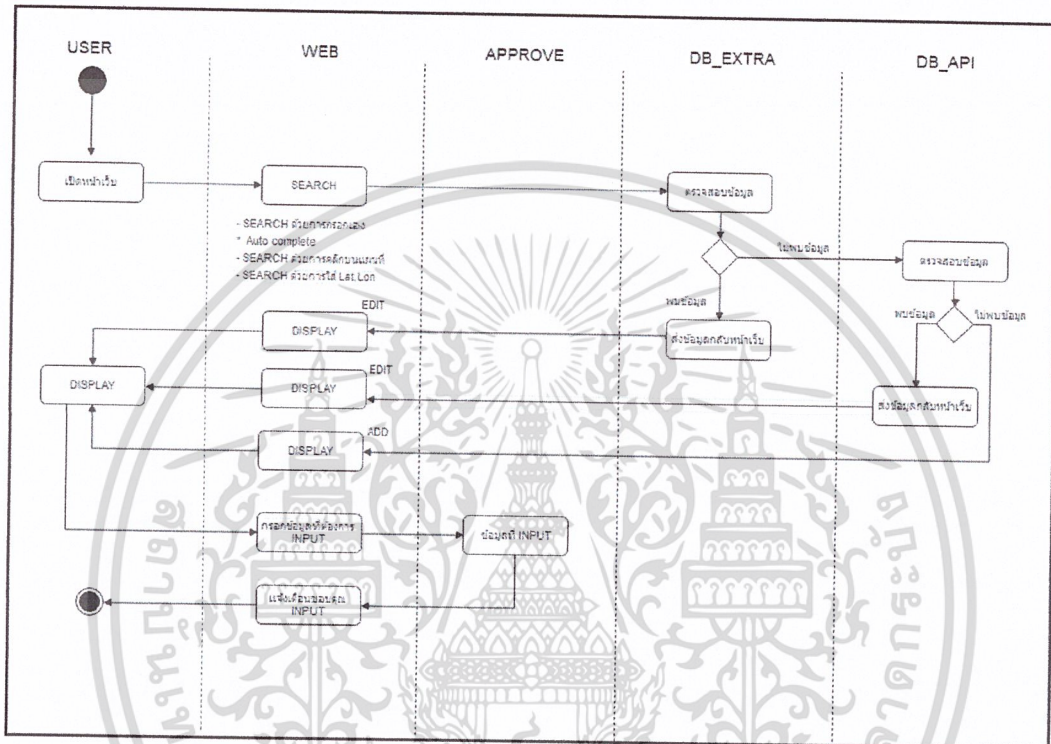 USER
WEB
APPROVE
DB_EXTRA
DB_API
เปิดหน้าเว็บ
SEARCH
ตรวจสอบข้อมูล
- SEARCH ด้วยการกรอกเอง
* Auto complete
- SEARCH ด้วยการคลิกบนแผนที่
- SEARCH ด้วยการใส่ Lat,Lon
ไม่พบข้อมูล
ตรวจสอบข้อมูล
พบข้อมูล
พบข้อมูล
ไม่พบข้อมูล
EDIT
DISPLAY
ส่งข้อมูลกลับหน้าเว็บ
EDIT
DISPLAY
DISPLAY
ส่งข้อมูลกลับหน้าเว็บ
ADD
DISPLAY
กรอกข้อมูลที่ต้องการ
INPUT
ข้อมูลที่ INPUT
แจ้งเตือนขอบคุณ
INPUT